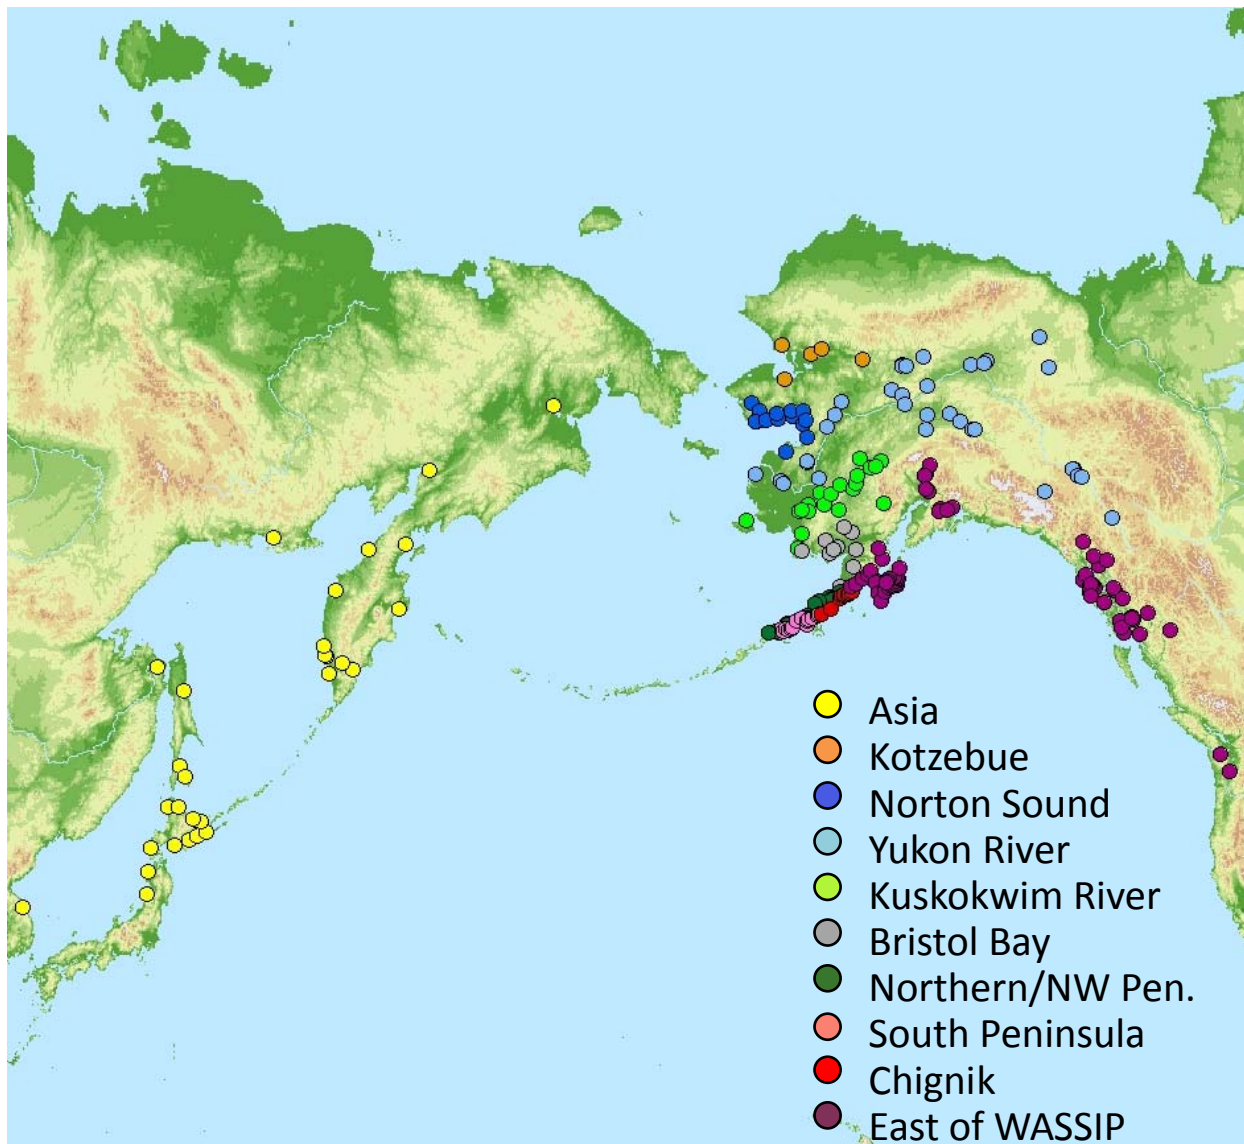 Asia
Kotzebue
Norton Sound
Yukon River
Kuskokwim River
Bristol Bay
Northern/NW Pen.
South Peninsula
Chignik
East of WASSIP